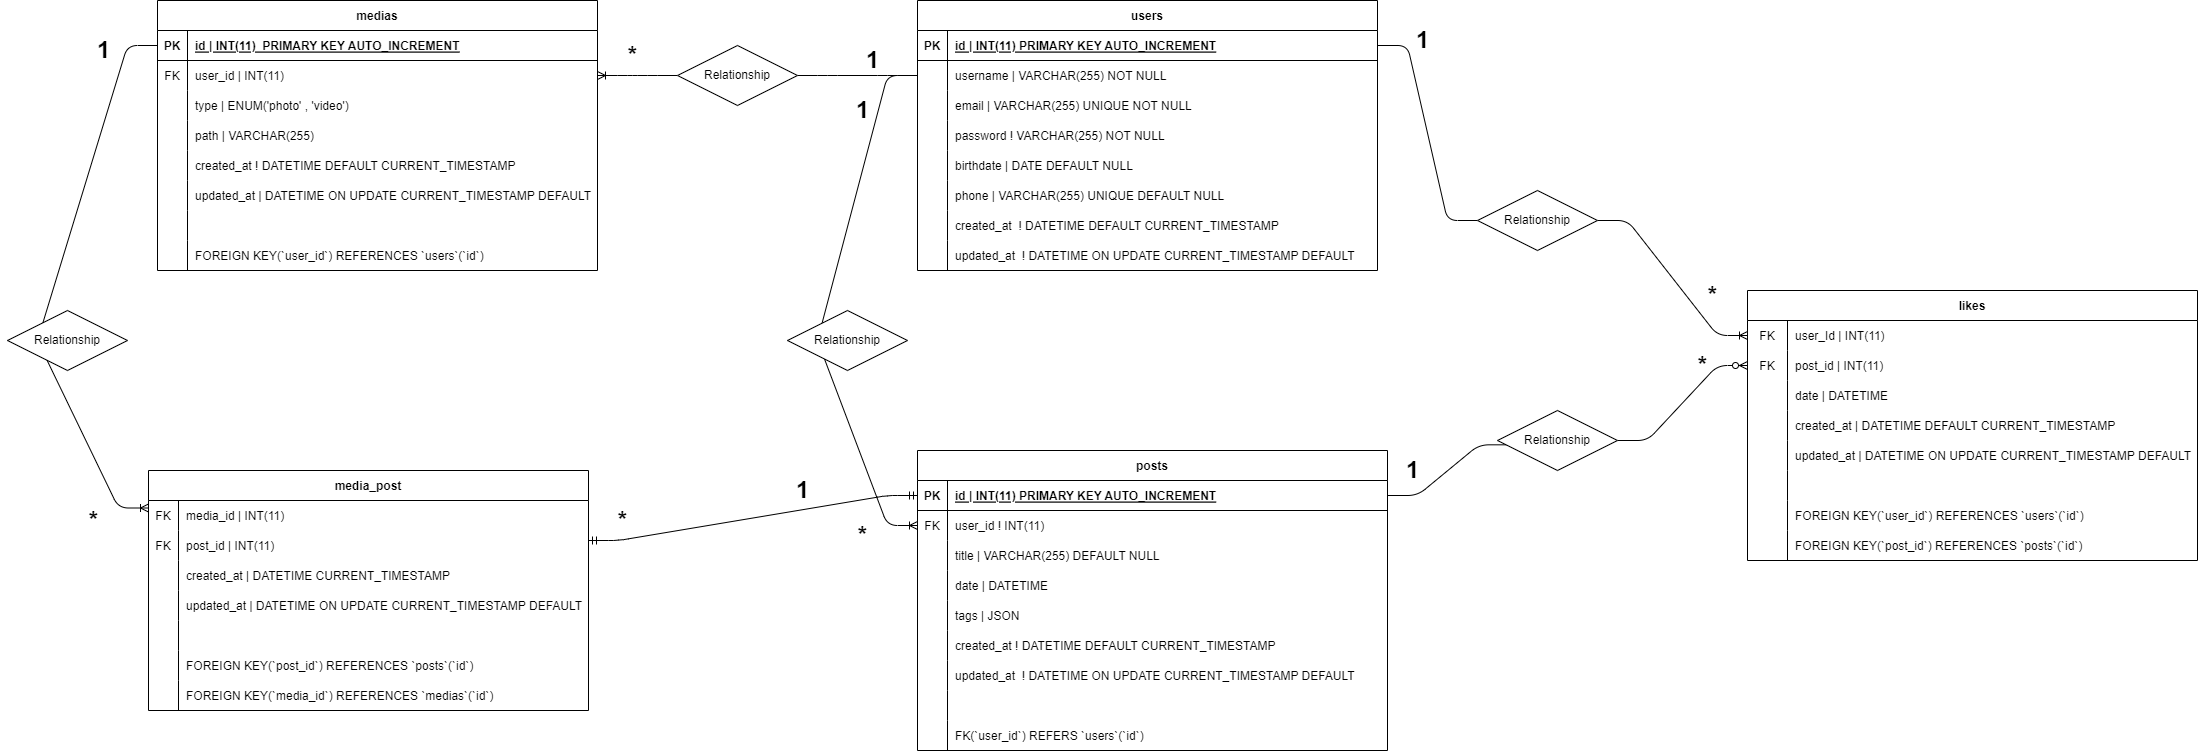 medias
PK id | INT(11)  PRIMARY KEY AUTO_INCREMENT
FK user_id | INT(11)
type | ENUM('photo' , 'video')
path | VARCHAR(255)
created_at ! DATETIME DEFAULT CURRENT_TIMESTAMP
updated_at | DATETIME ON UPDATE CURRENT_TIMESTAMP DEFAULT
FOREIGN KEY(`user_id`) REFERENCES `users`(`id`)
1
*
Relationship
1
1
users
PK id | INT(11) PRIMARY KEY AUTO_INCREMENT
username | VARCHAR(255) NOT NULL
email | VARCHAR(255) UNIQUE NOT NULL
password ! VARCHAR(255) NOT NULL
birthdate | DATE DEFAULT NULL
phone | VARCHAR(255) UNIQUE DEFAULT NULL
created_at  ! DATETIME DEFAULT CURRENT_TIMESTAMP
updated_at  ! DATETIME ON UPDATE CURRENT_TIMESTAMP DEFAULT
1
Relationship
*
Relationship
Relationship
likes
FK user_Id | INT(11)
FK post_id | INT(11)
date | DATETIME
created_at | DATETIME DEFAULT CURRENT_TIMESTAMP
updated_at | DATETIME ON UPDATE CURRENT_TIMESTAMP DEFAULT
FOREIGN KEY(`user_id`) REFERENCES `users`(`id`)
FOREIGN KEY(`post_id`) REFERENCES `posts`(`id`)
*
Relationship
1
media_post
FK media_id | INT(11)
FK post_id | INT(11)
created_at | DATETIME CURRENT_TIMESTAMP
updated_at | DATETIME ON UPDATE CURRENT_TIMESTAMP DEFAULT
FOREIGN KEY(`post_id`) REFERENCES `posts`(`id`)
FOREIGN KEY(`media_id`) REFERENCES `medias`(`id`)
*
*
1
*
posts
PK id | INT(11) PRIMARY KEY AUTO_INCREMENT
FK user_id ! INT(11)
title | VARCHAR(255) DEFAULT NULL
date | DATETIME
tags | JSON
created_at ! DATETIME DEFAULT CURRENT_TIMESTAMP
updated_at  ! DATETIME ON UPDATE CURRENT_TIMESTAMP DEFAULT
FK(`user_id`) REFERS `users`(`id`)